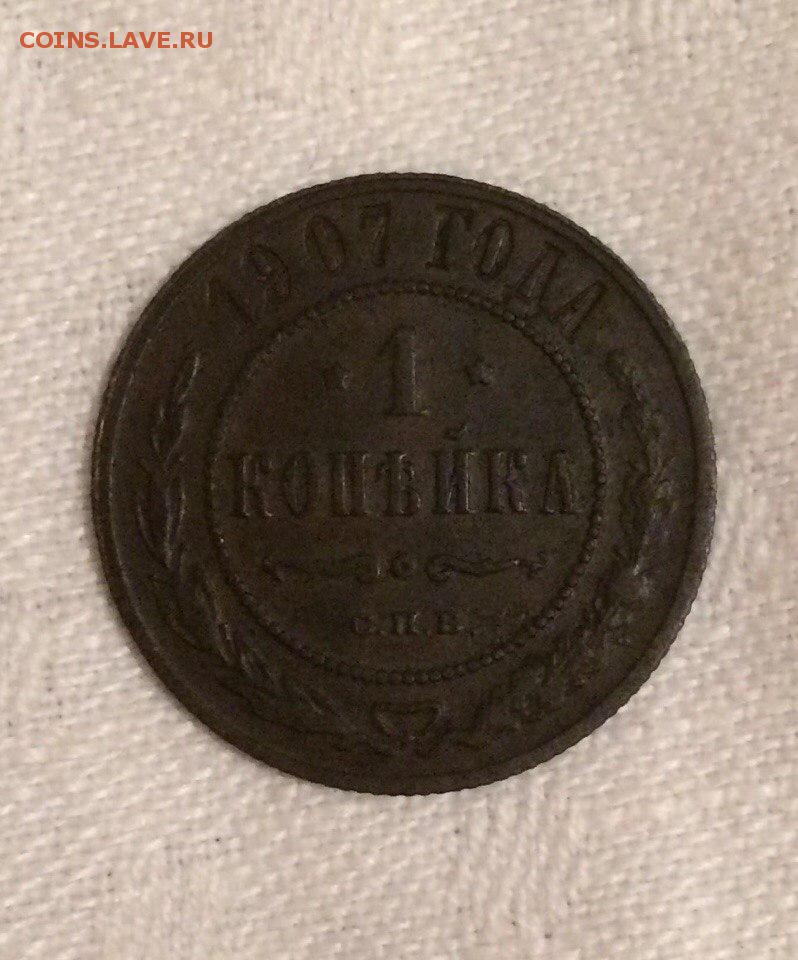 COINS.LAVE.RU
1907 ГОДА
1
КОПѢЙКА
С.П.Б.